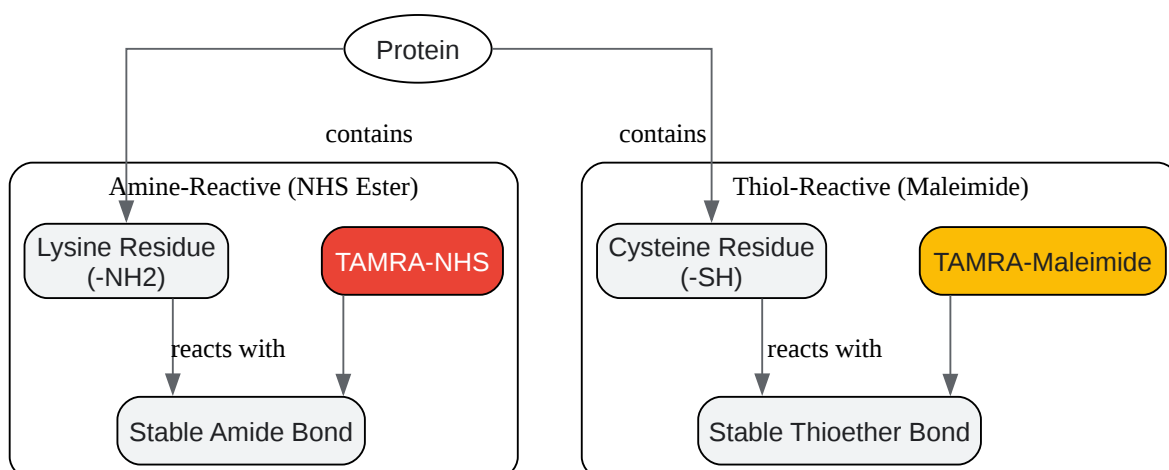 Protein
contains
contains
Amine-Reactive (NHS Ester)
Thiol-Reactive (Maleimide)
Lysine Residue
(-NH2)
TAMRA-NHS
Cysteine Residue
(-SH)
TAMRA-Maleimide
reacts with
reacts with
Stable Amide Bond
Stable Thioether Bond